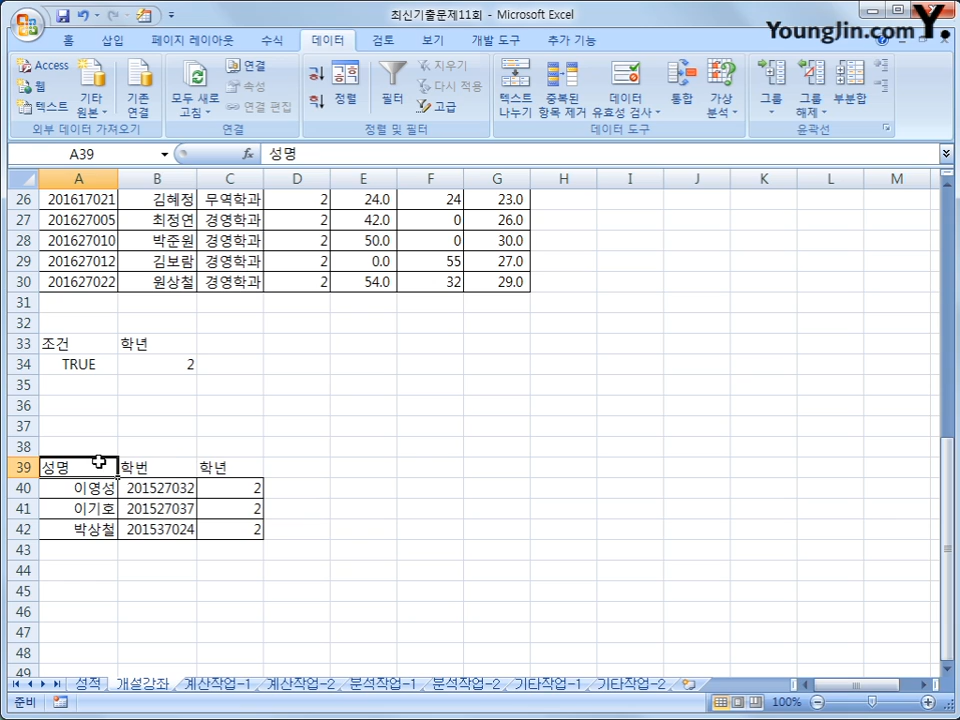 최신기출문제11회 - Microsoft Excel
YoungJin.com Y.
홈 삽입 페이지 레이아웃 수식 데이터 검토 보기 개발 도구 추가 기능
Access 웹 텍스트 기타 원본 기존 연결 모두 새로 고침 연결 속성 연결 편집 정렬 필터 지우기 다시 적용 고급 텍스트 나누기 중복된 항목 제거 데이터 유효성 검사 통합 가상 분석 그룹 그룹 해제 부분합
외부 데이터 가져오기 연결 정렬 및 필터 데이터 도구 윤곽선
A39 fx 성명
A B C D E F G H I J K L M
26 201617021 김혜정 무역학과 2 24.0 24 23.0
27 201627005 최정연 경영학과 2 42.0 0 26.0
28 201627010 박준원 경영학과 2 50.0 0 30.0
29 201627012 김보람 경영학과 2 0.0 55 27.0
30 201627022 원상철 경영학과 2 54.0 32 29.0
31
32
33 조건 학년
34 TRUE 2
35
36
37
38
39 성명 학번 학년
40 이영성 201527032 2
41 이기호 201527037 2
42 박상철 201537024 2
43
44
45
46
47
48
49
성적 개설강좌 계산작업-1 계산작업-2 분석작업-1 분석작업-2 기타작업-1 기타작업-2
준비 100%